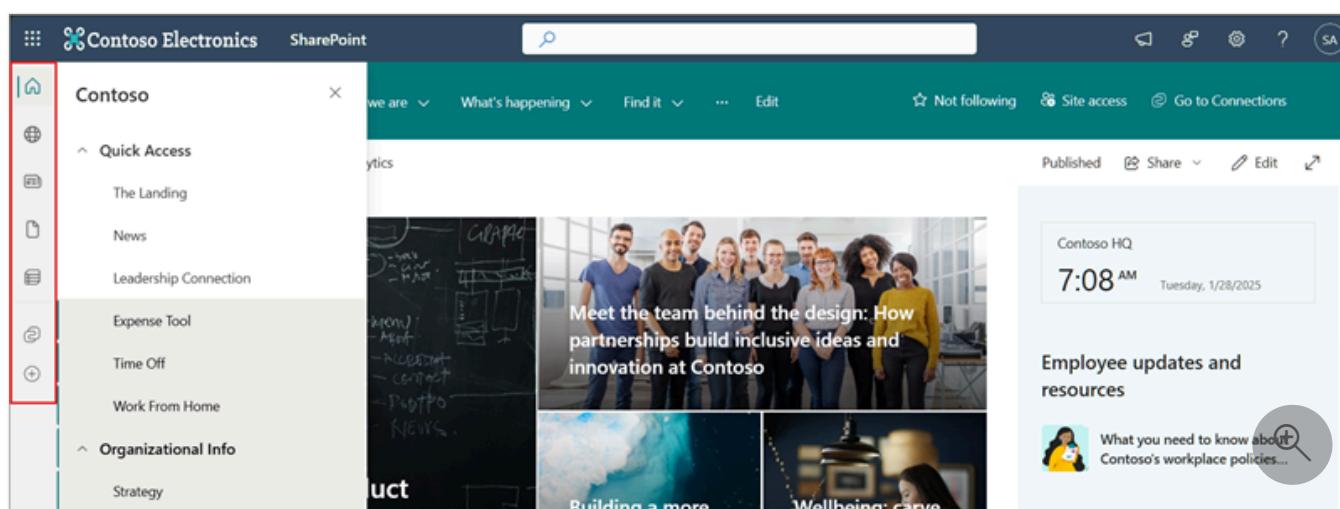 Contoso Electronics SharePoint
SA
Contoso
we are What's happening Find it ... Edit Not following Site access Go to Connections
Quick Access
The Landing
News
Leadership Connection
Expense Tool
Time Off
Work From Home
Organizational Info
Strategy
ytics
Published Share Edit
uct
Meet the team behind the design: How
partnerships build inclusive ideas and
innovation at Contoso
Building a more
Wellbeing: carve
Contoso HQ
7:08 AM Tuesday, 1/28/2025
Employee updates and
resources
What you need to know about
Contoso's workplace policies...